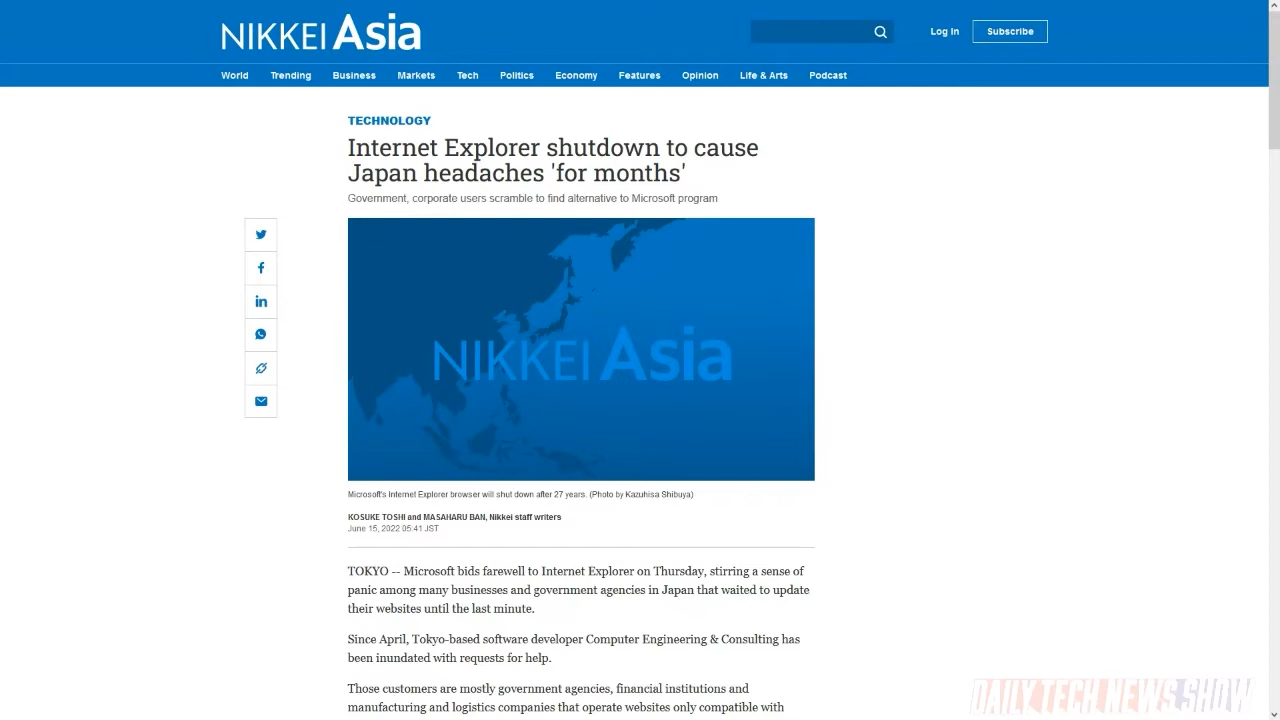 NIKKEI Asia
Log In
Subscribe
World Trending Business Markets Tech Politics Economy Features Opinion Life & Arts Podcast
TECHNOLOGY
Internet Explorer shutdown to cause
Japan headaches 'for months'
Government, corporate users scramble to find alternative to Microsoft program
NIKKEI Asia
Microsoft's Internet Explorer browser will shut down after 27 years. (Photo by Kazuhisa Shibuya)
KOSUKE TOSHI and MASAHARU BAN, Nikkei staff writers
June 15, 2022 05:41 JST
TOKYO -- Microsoft bids farewell to Internet Explorer on Thursday, stirring a sense of
panic among many businesses and government agencies in Japan that waited to update
their websites until the last minute.
Since April, Tokyo-based software developer Computer Engineering & Consulting has
been inundated with requests for help.
Those customers are mostly government agencies, financial institutions and
manufacturing and logistics companies that operate websites only compatible with
DAILY TECH NEWS SHOW